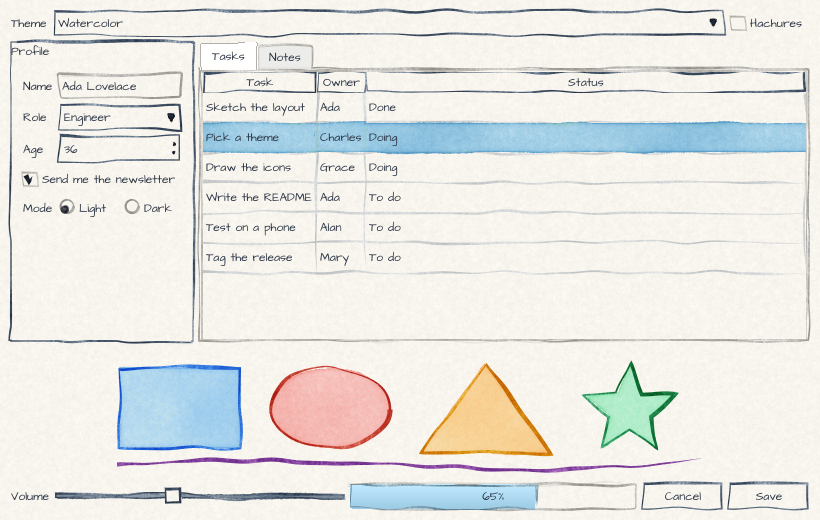 Theme Watercolor Hachures
Profile
Name Ada Lovelace
Role Engineer
Age 36
Send me the newsletter
Mode Light Dark
Tasks Notes
Task Owner Status
Sketch the layout Ada Done
Pick a theme Charles Doing
Draw the icons Grace Doing
Write the README Ada To do
Test on a phone Alan To do
Tag the release Mary To do
Volume 65% Cancel Save